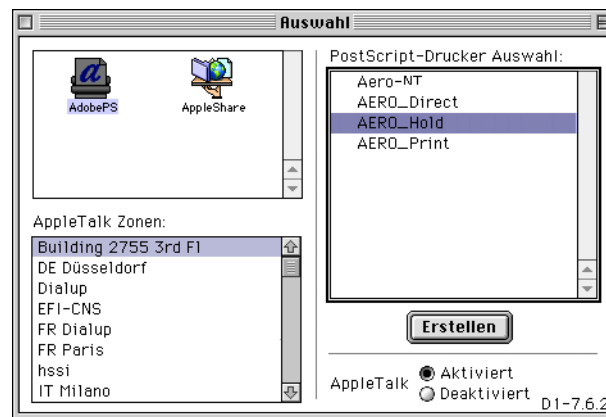 Auswahl
AdobePS
AppleShare
AppleTalk Zonen:
Building 2755 3rd Fl
DE Düsseldorf
Dialup
EFI-CNS
FR Dialup
FR Paris
hssi
IT Milano
PostScript-Drucker Auswahl:
Aero-NT
AERO_Direct
AERO_Hold
AERO_Print
Erstellen
AppleTalk
Aktiviert
Deaktiviert
D1-7.6.2